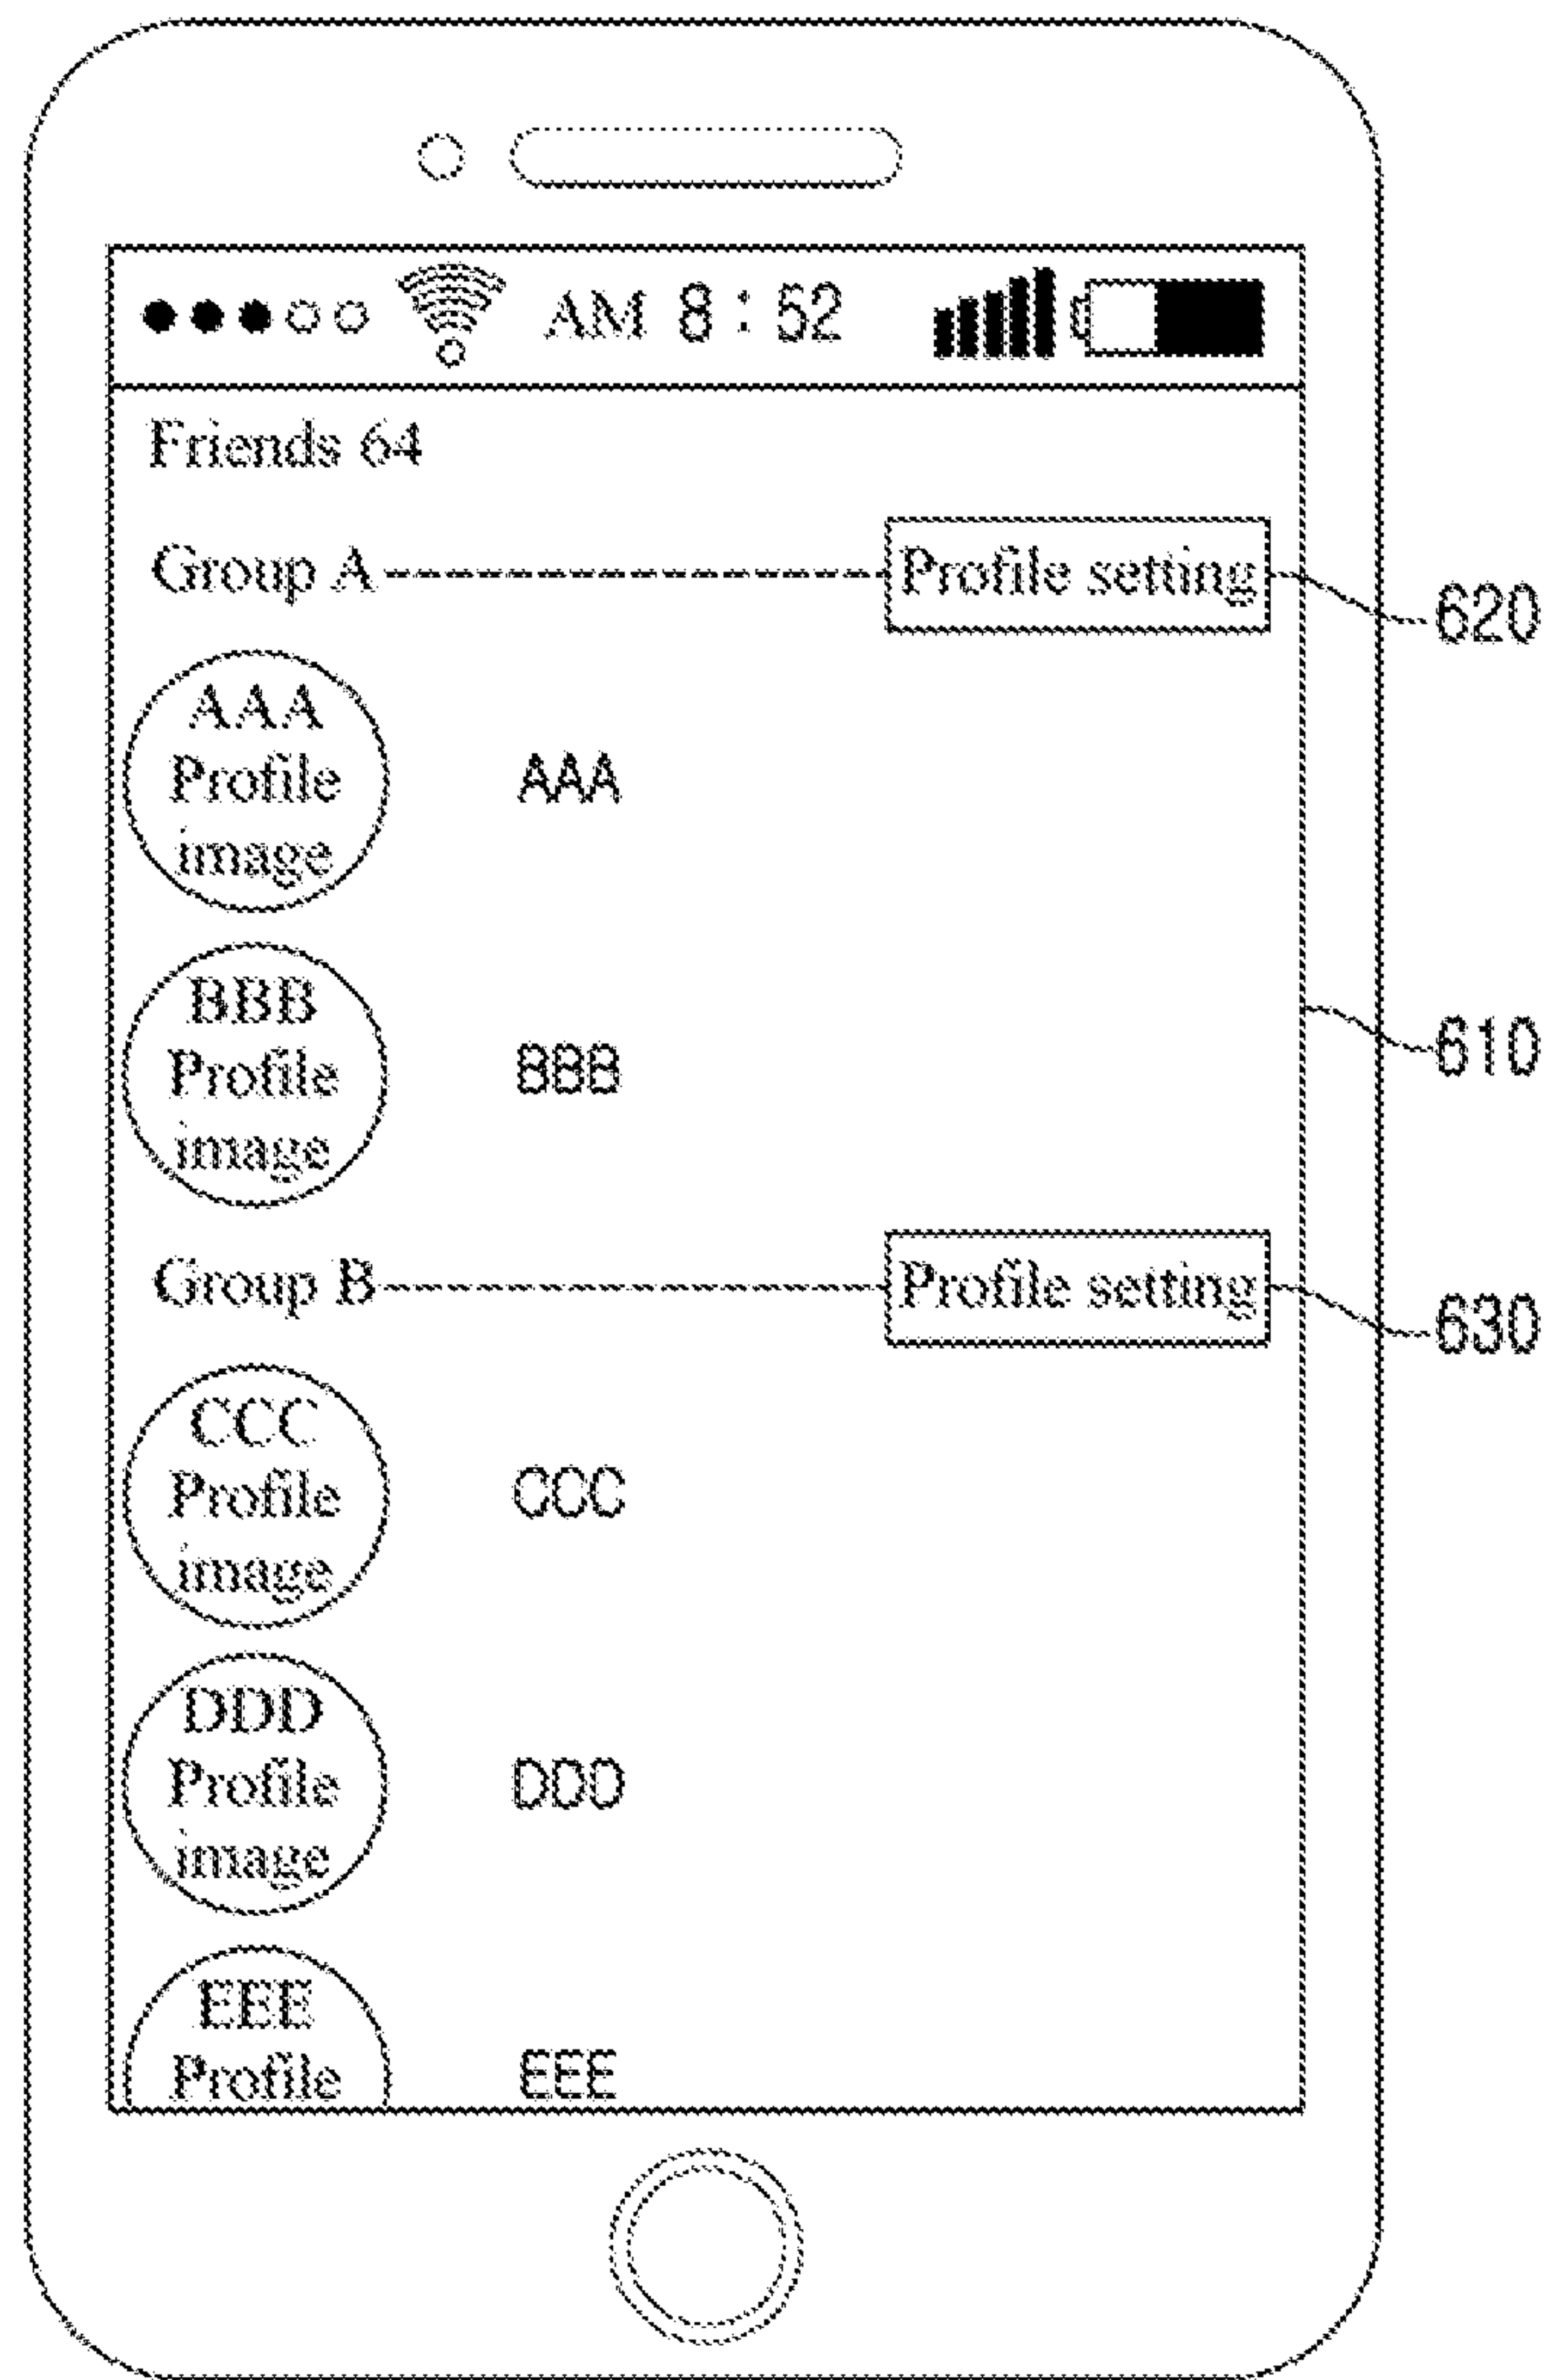 AM 8 : 52
Friends 64
Group A Profile setting
620
AAA
Profile
image
AAA
610
BBB
Profile
image
BBB
Group B Profile setting
630
CCC
Profile
image
CCC
DDD
Profile
image
DDD
EEE
Profile
EEE